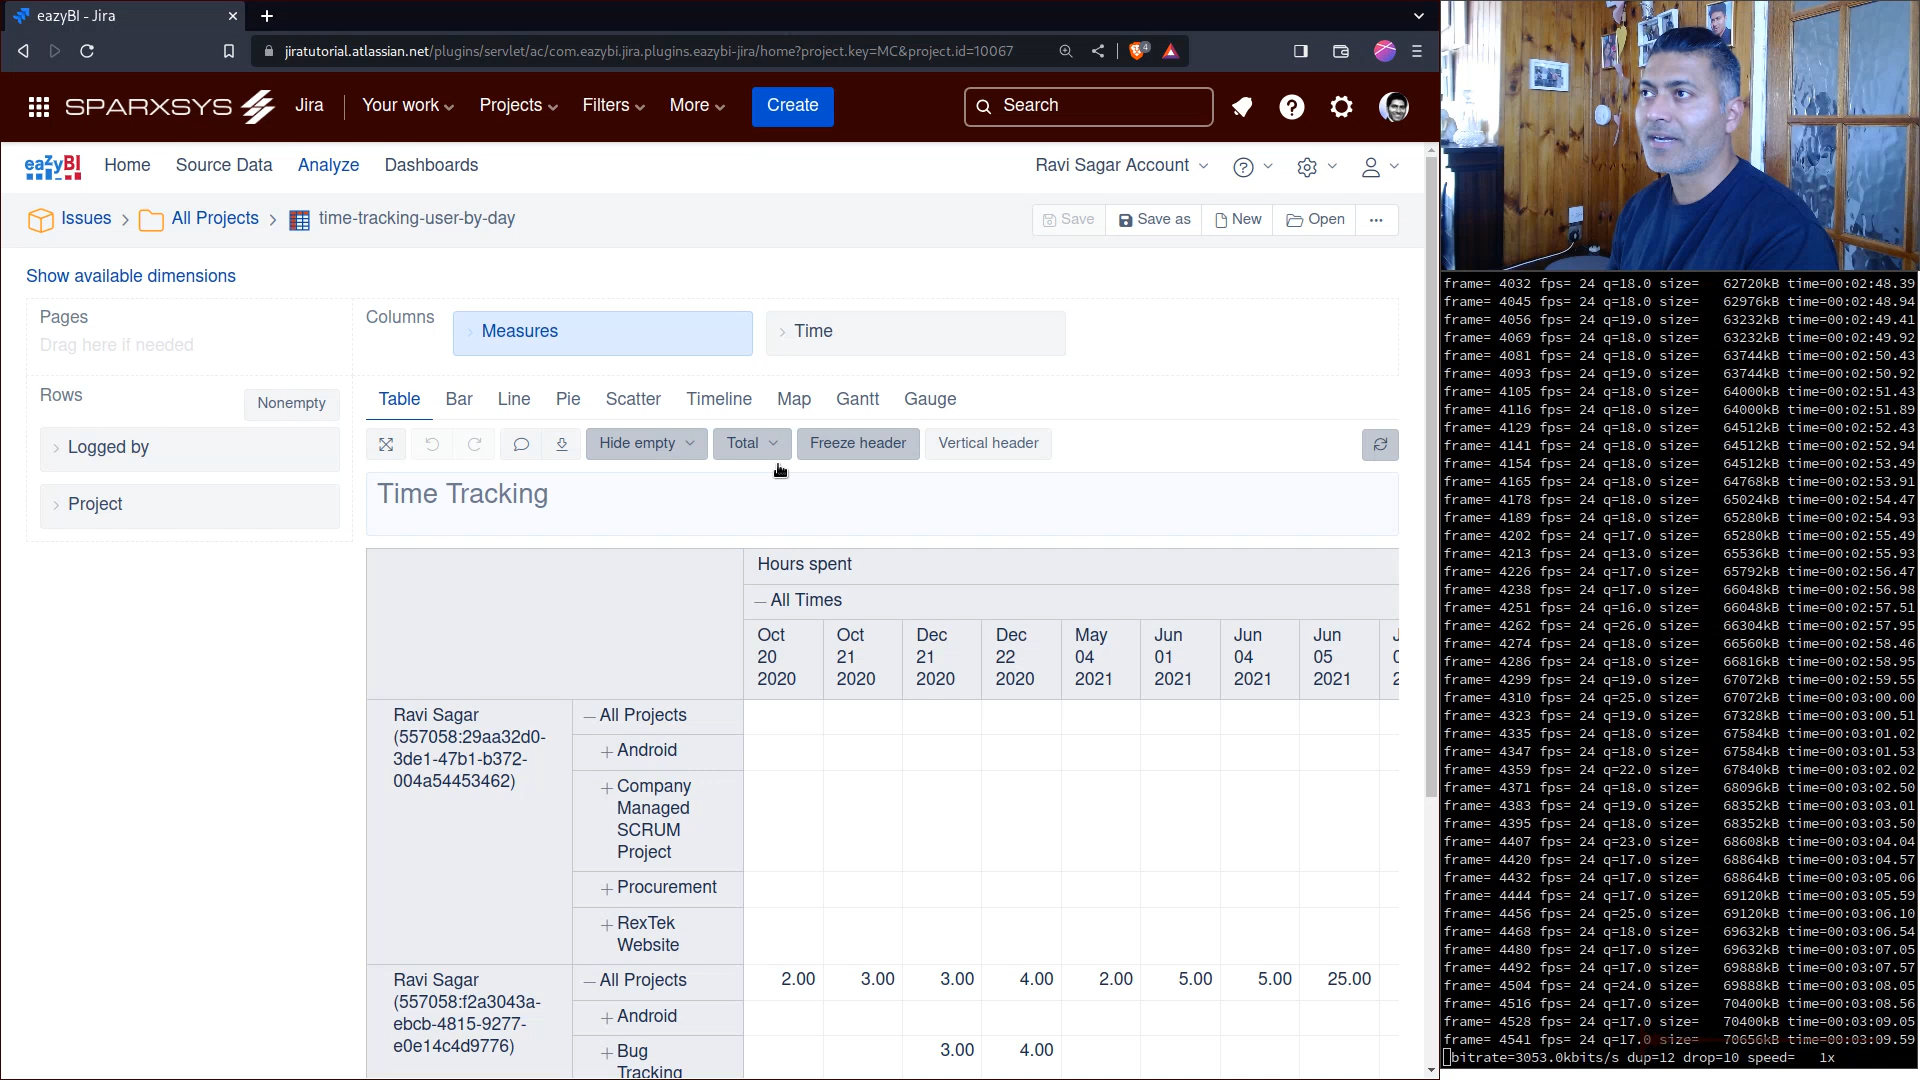 eazyBI - Jira
jiratutorial.atlassian.net/plugins/servlet/ac/com.eazybi.jira.plugins.eazybi-jira/home?project.key=MC&project.id=10067
4
SPARXSYS
Jira
Your work
Projects
Filters
More
Create
Search
eazyBI
Home
Source Data
Analyze
Dashboards
Ravi Sagar Account
Issues
All Projects
time-tracking-user-by-day
Save
Save as
New
Open
Show available dimensions
Pages
Drag here if needed
Columns
Measures
Time
Rows
Nonempty
Logged by
Project
Table
Bar
Line
Pie
Scatter
Timeline
Map
Gantt
Gauge
Hide empty
Total
Freeze header
Vertical header
Time Tracking
Hours spent
All Times
Oct 20 2020
Oct 21 2020
Dec 21 2020
Dec 22 2020
May 04 2021
Jun 01 2021
Jun 04 2021
Jun 05 2021
Ravi Sagar
(557058:29aa32d0-
3de1-47b1-b372-
004a54453462)
All Projects
Android
Company
Managed
SCRUM
Project
Procurement
RexTek
Website
Ravi Sagar
(557058:f2a3043a-
ebcb-4815-9277-
e0e14c4d9776)
All Projects 2.00 3.00 3.00 4.00 2.00 5.00 5.00 25.00
Android
Bug 3.00 4.00
Tracking
frame= 4032 fps= 24 q=18.0 size= 62720kB time=00:02:48.39
frame= 4045 fps= 24 q=18.0 size= 62976kB time=00:02:48.94
frame= 4056 fps= 24 q=19.0 size= 63232kB time=00:02:49.41
frame= 4069 fps= 24 q=18.0 size= 63232kB time=00:02:49.92
frame= 4081 fps= 24 q=18.0 size= 63744kB time=00:02:50.43
frame= 4093 fps= 24 q=19.0 size= 63744kB time=00:02:50.92
frame= 4105 fps= 24 q=18.0 size= 64000kB time=00:02:51.43
frame= 4116 fps= 24 q=18.0 size= 64000kB time=00:02:51.89
frame= 4129 fps= 24 q=18.0 size= 64512kB time=00:02:52.43
frame= 4141 fps= 24 q=18.0 size= 64512kB time=00:02:52.94
frame= 4154 fps= 24 q=18.0 size= 64512kB time=00:02:53.49
frame= 4165 fps= 24 q=18.0 size= 64768kB time=00:02:53.91
frame= 4178 fps= 24 q=18.0 size= 65024kB time=00:02:54.47
frame= 4189 fps= 24 q=18.0 size= 65280kB time=00:02:54.93
frame= 4202 fps= 24 q=17.0 size= 65280kB time=00:02:55.49
frame= 4213 fps= 24 q=13.0 size= 65536kB time=00:02:55.93
frame= 4226 fps= 24 q=17.0 size= 65792kB time=00:02:56.47
frame= 4238 fps= 24 q=17.0 size= 66048kB time=00:02:56.98
frame= 4251 fps= 24 q=16.0 size= 66048kB time=00:02:57.51
frame= 4262 fps= 24 q=26.0 size= 66304kB time=00:02:57.95
frame= 4274 fps= 24 q=18.0 size= 66560kB time=00:02:58.46
frame= 4286 fps= 24 q=18.0 size= 66816kB time=00:02:58.95
frame= 4299 fps= 24 q=19.0 size= 67072kB time=00:02:59.55
frame= 4310 fps= 24 q=25.0 size= 67072kB time=00:03:00.00
frame= 4323 fps= 24 q=19.0 size= 67328kB time=00:03:00.51
frame= 4335 fps= 24 q=18.0 size= 67584kB time=00:03:01.02
frame= 4347 fps= 24 q=18.0 size= 67584kB time=00:03:01.53
frame= 4359 fps= 24 q=22.0 size= 67840kB time=00:03:02.02
frame= 4371 fps= 24 q=18.0 size= 68096kB time=00:03:02.50
frame= 4383 fps= 24 q=19.0 size= 68352kB time=00:03:03.01
frame= 4395 fps= 24 q=18.0 size= 68352kB time=00:03:03.50
frame= 4407 fps= 24 q=23.0 size= 68608kB time=00:03:04.04
frame= 4420 fps= 24 q=17.0 size= 68864kB time=00:03:04.57
frame= 4432 fps= 24 q=17.0 size= 68864kB time=00:03:05.06
frame= 4444 fps= 24 q=17.0 size= 69120kB time=00:03:05.59
frame= 4456 fps= 24 q=25.0 size= 69120kB time=00:03:06.10
frame= 4468 fps= 24 q=18.0 size= 69632kB time=00:03:06.54
frame= 4480 fps= 24 q=17.0 size= 69632kB time=00:03:07.05
frame= 4492 fps= 24 q=17.0 size= 69888kB time=00:03:07.57
frame= 4504 fps= 24 q=24.0 size= 69888kB time=00:03:08.05
frame= 4516 fps= 24 q=17.0 size= 70400kB time=00:03:08.56
frame= 4528 fps= 24 q=17.0 size= 70400kB time=00:03:09.05
frame= 4541 fps= 24 q=17.0 size= 70656kB time=00:03:09.59
bitrate=3053.0kbits/s dup=12 drop=10 speed= 1x